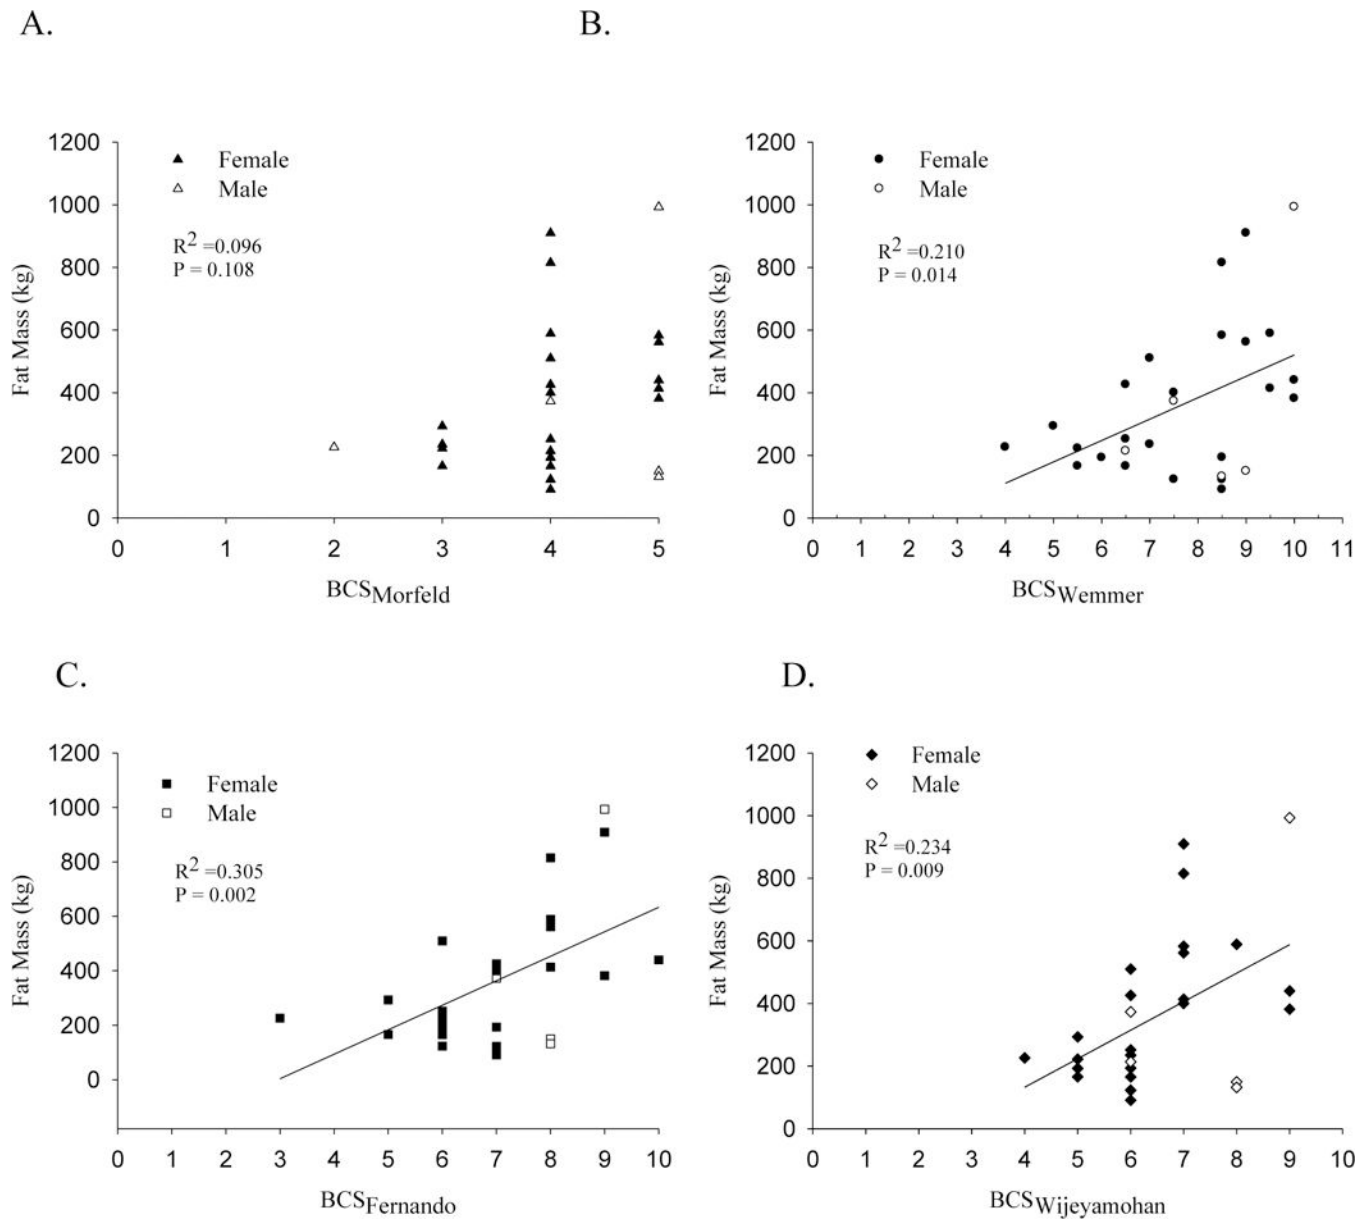 A.
1200
1000
800
600
400
200
0
Fat Mass (kg)
Female
Male
R2 =0.096
P = 0.108
0 1 2 3 4 5
BCSMorfeld
B.
1200
1000
800
600
400
200
0
Fat Mass (kg)
Female
Male
R2 =0.210
P = 0.014
0 1 2 3 4 5 6 7 8 9 10 11
BCSWemmer
C.
1200
1000
800
600
400
200
0
Fat Mass (kg)
Female
Male
R2 =0.305
P = 0.002
0 1 2 3 4 5 6 7 8 9 10
BCSFernando
D.
1200
1000
800
600
400
200
0
Fat Mass (kg)
Female
Male
R2 =0.234
P = 0.009
0 1 2 3 4 5 6 7 8 9 10
BCSWijeyamohan